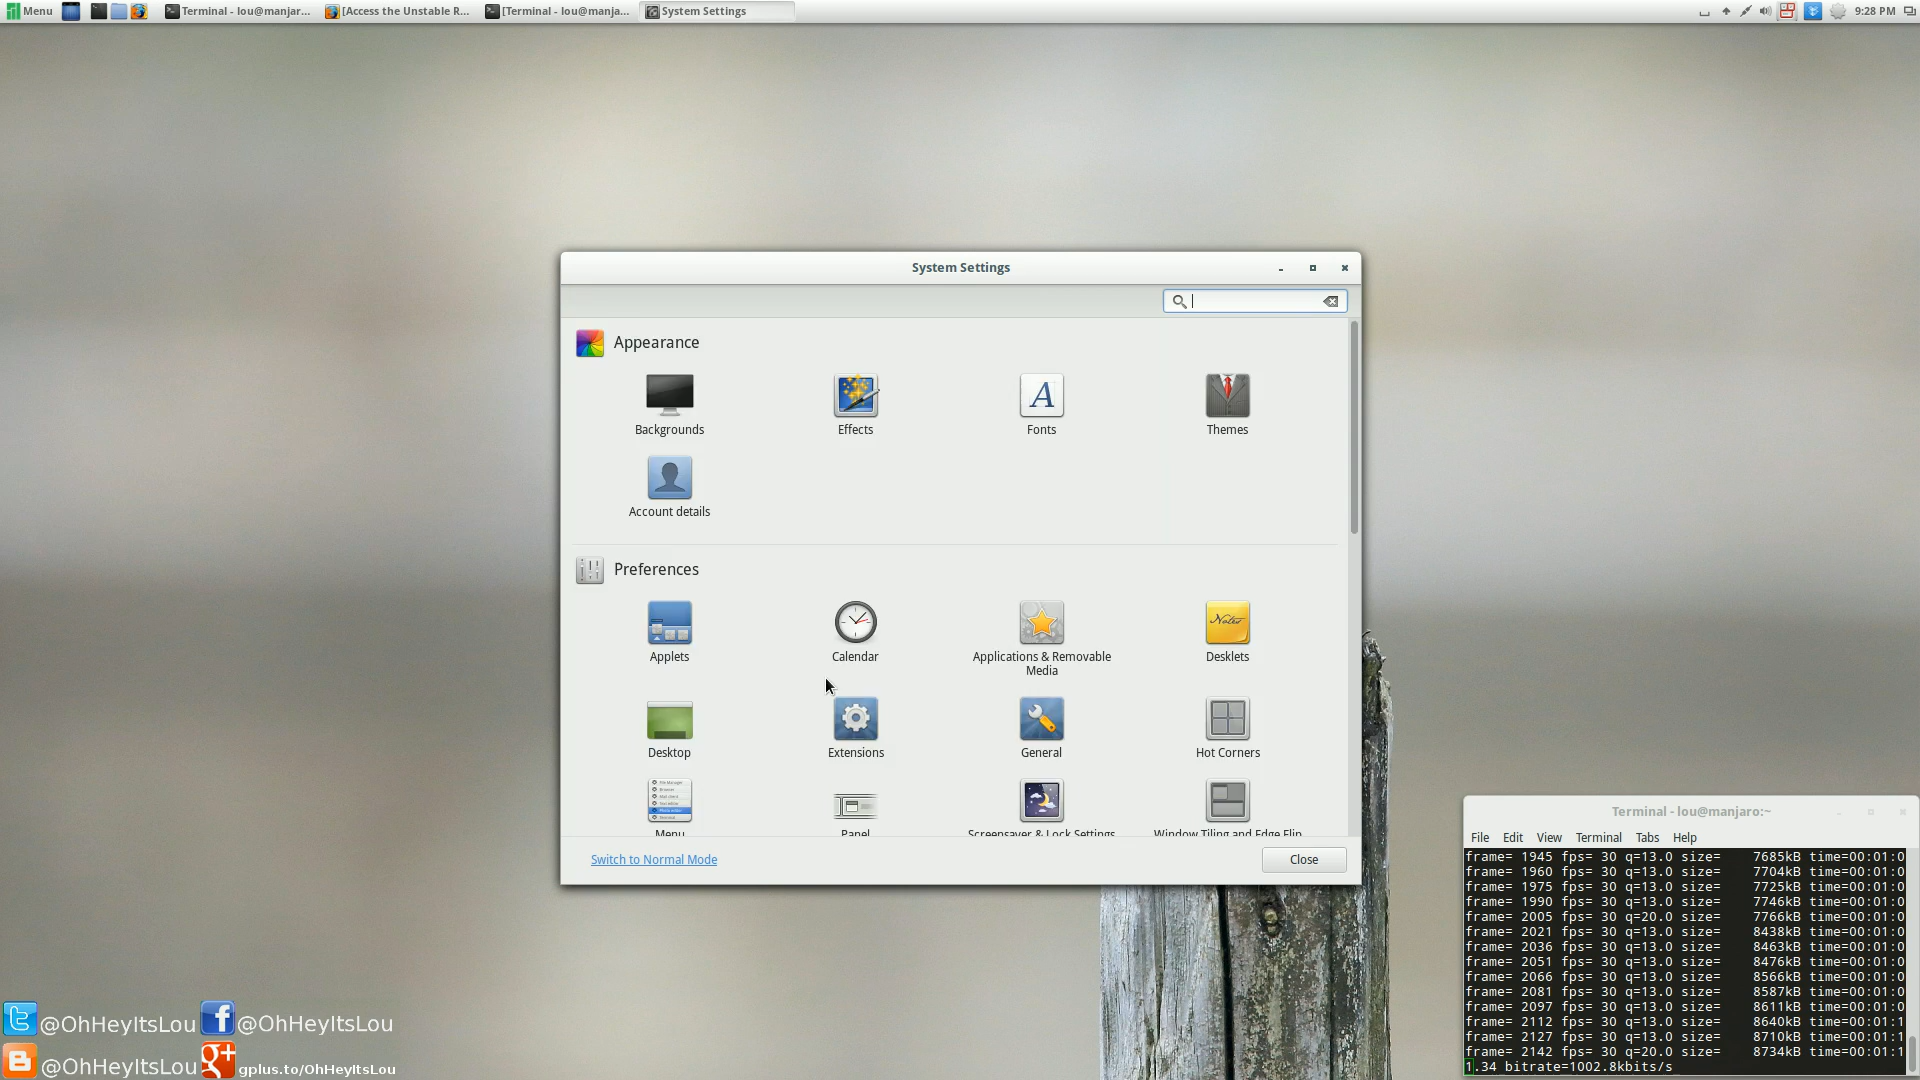 Menu
Terminal - lou@manjar...
[Access the Unstable R...
[Terminal - lou@manja...
System Settings
9:28 PM
System Settings
Appearance
Backgrounds
Effects
Fonts
Themes
Account details
Preferences
Applets
Calendar
Applications & Removable
Media
Notes
Desklets
Desktop
Extensions
General
Hot Corners
Menu
Panel
Screensaver & Lock Settings
Window Tiling and Edge Flip
Switch to Normal Mode
Close
Terminal - lou@manjaro:~
File Edit View Terminal Tabs Help
frame= 1945 fps= 30 q=13.0 size=    7685kB time=00:01:0
frame= 1960 fps= 30 q=13.0 size=    7704kB time=00:01:0
frame= 1975 fps= 30 q=13.0 size=    7725kB time=00:01:0
frame= 1990 fps= 30 q=13.0 size=    7746kB time=00:01:0
frame= 2005 fps= 30 q=20.0 size=    7766kB time=00:01:0
frame= 2021 fps= 30 q=13.0 size=    8438kB time=00:01:0
frame= 2036 fps= 30 q=13.0 size=    8463kB time=00:01:0
frame= 2051 fps= 30 q=13.0 size=    8476kB time=00:01:0
frame= 2066 fps= 30 q=13.0 size=    8566kB time=00:01:0
frame= 2081 fps= 30 q=13.0 size=    8587kB time=00:01:0
frame= 2097 fps= 30 q=13.0 size=    8611kB time=00:01:0
frame= 2112 fps= 30 q=13.0 size=    8640kB time=00:01:1
frame= 2127 fps= 30 q=13.0 size=    8710kB time=00:01:1
frame= 2142 fps= 30 q=20.0 size=    8734kB time=00:01:1
1.34 bitrate=1002.8kbits/s
@OhHeyItsLou
@OhHeyItsLou
@OhHeyItsLou
gplus.to/OhHeyItsLou